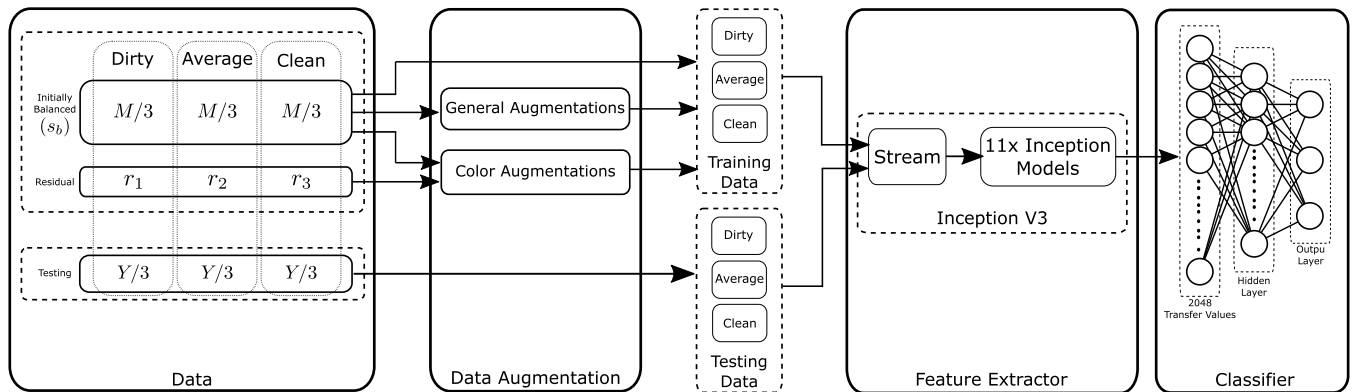 Dirty Average Clean
Initially
Balanced
(s_b)
M/3 M/3 M/3
Residual
r_1 r_2 r_3
Testing
Y/3 Y/3 Y/3
Data
General Augmentations
Color Augmentations
Data Augmentation
Dirty
Average
Clean
Training
Data
Dirty
Average
Clean
Testing
Data
Stream
11x Inception
Models
Inception V3
Feature Extractor
2048
Transfer Values
Hidden
Layer
Outpu
Layer
Classifier